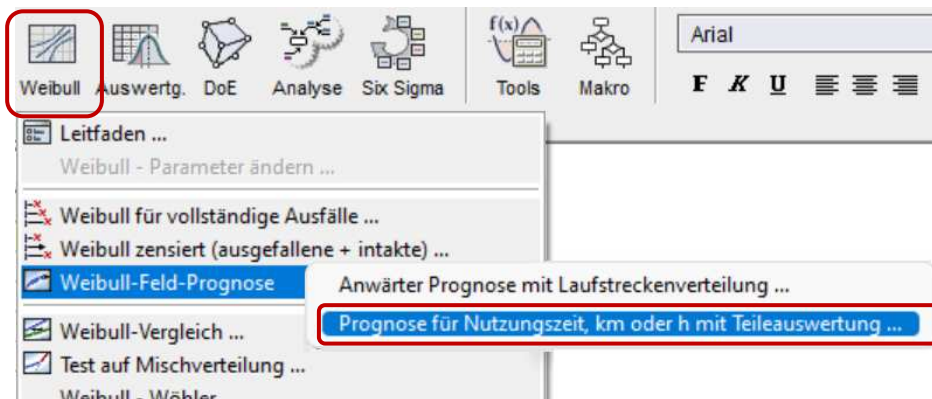 f(x)
Arial
Weibull Auswertg. DoE Analyse Six Sigma Tools Makro
F K U
Leitfaden ...
Weibull - Parameter ändern ...
Weibull für vollständige Ausfälle ...
Weibull zensiert (ausgefallene + intakte) ...
Weibull-Feld-Prognose
Anwärter Prognose mit Laufstreckenverteilung ...
Prognose für Nutzungszeit, km oder h mit Teileauswertung ...
Weibull-Vergleich ...
Test auf Mischverteilung ...
Weibull - Wöhler